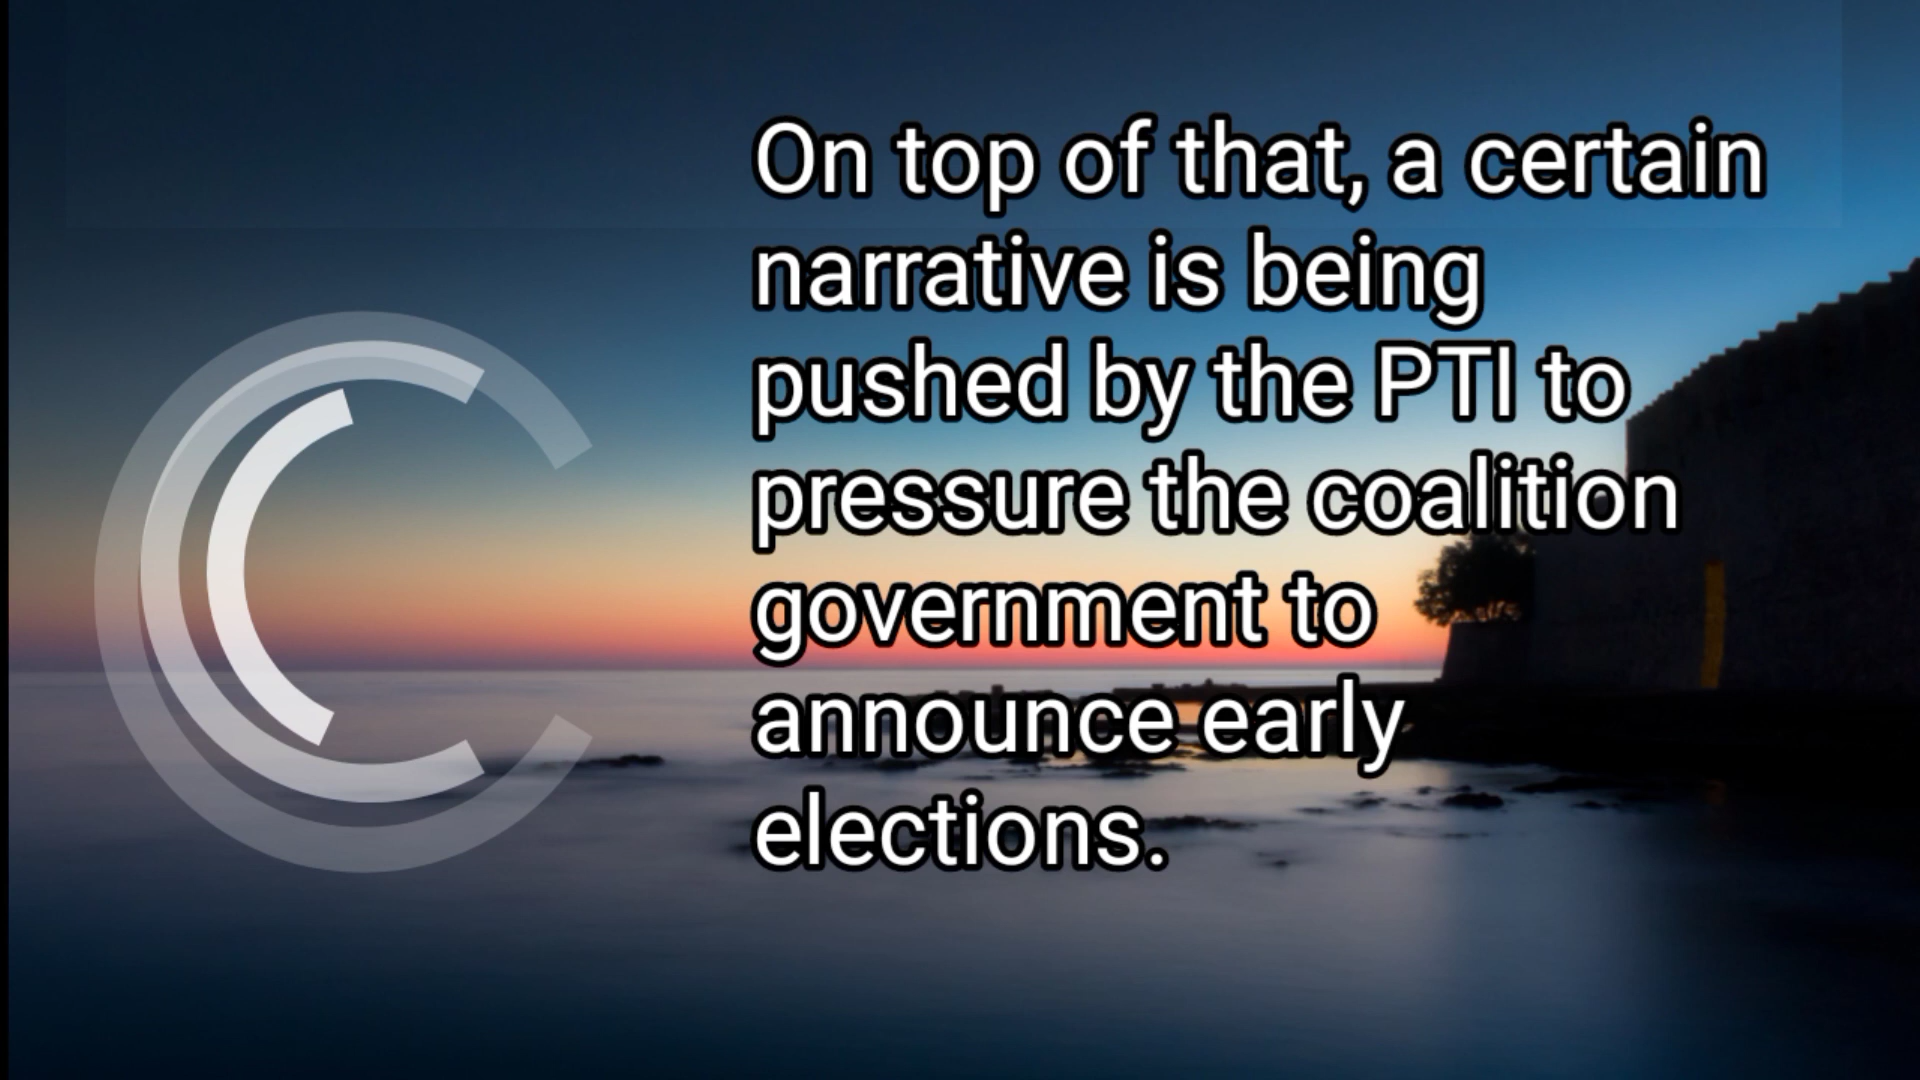 On top of that, a certain
narrative is being
pushed by the PTI to
pressure the coalition
government to
announce early
elections.